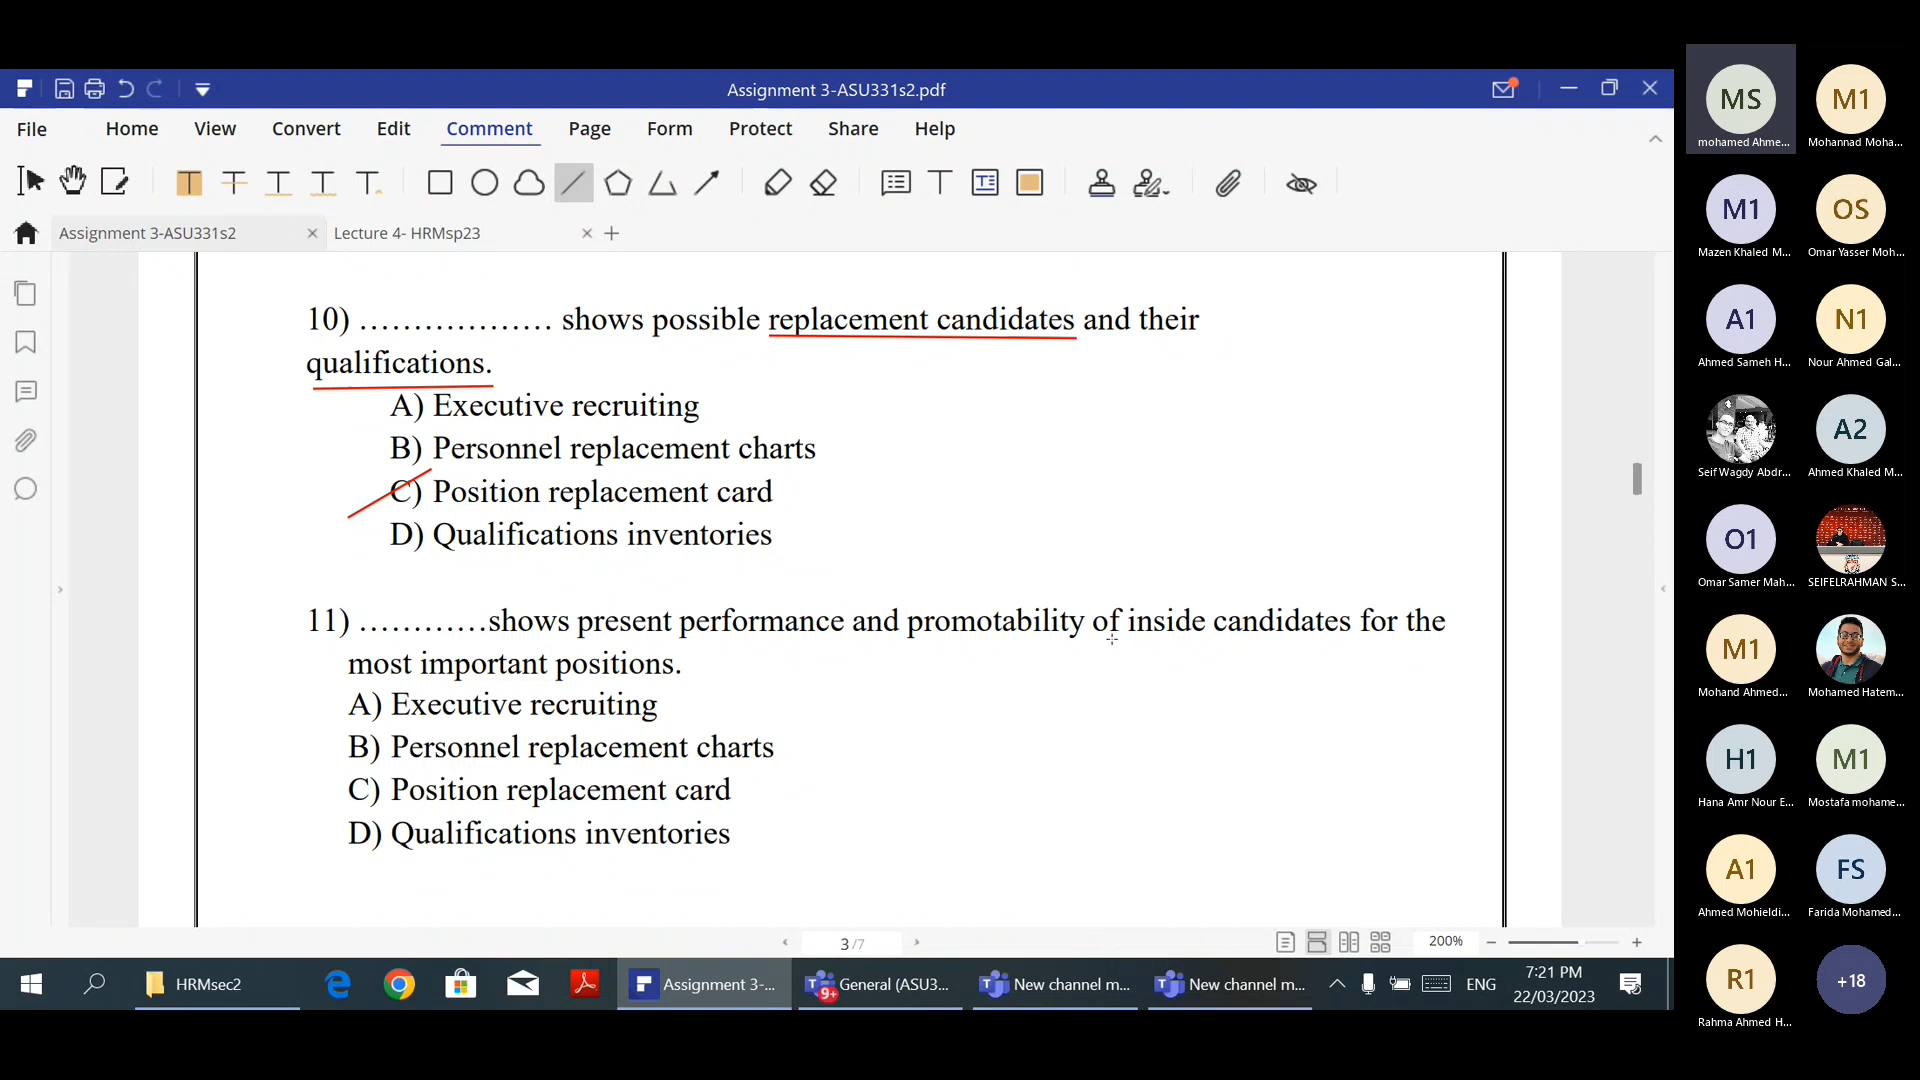 Assignment 3-ASU331s2.pdf
File Home View Convert Edit Comment Page Form Protect Share Help
Assignment 3-ASU331s2
Lecture 4- HRMsp23
10) ……………… shows possible replacement candidates and their
qualifications.
A) Executive recruiting
B) Personnel replacement charts
C) Position replacement card
D) Qualifications inventories
11) …………shows present performance and promotability of inside candidates for the
most important positions.
A) Executive recruiting
B) Personnel replacement charts
C) Position replacement card
D) Qualifications inventories
3/7
200%
HRMsec2
Assignment 3-...
9+
General (ASU3...
New channel m...
New channel m...
ENG
7:21 PM
22/03/2023
MS
mohamed Ahme...
M1
Mohannad Moha...
M1
Mazen Khaled M...
OS
Omar Yasser Moh...
A1
Ahmed Sameh H...
N1
Nour Ahmed Gal...
Seif Wagdy Abdr...
A2
Ahmed Khaled M...
O1
Omar Samer Mah...
SEIFELRAHMAN S...
M1
Mohand Ahmed...
Mohamed Hatem...
H1
Hana Amr Nour E...
M1
Mostafa mohame...
A1
Ahmed Mohieldi...
FS
Farida Mohamed...
R1
Rahma Ahmed H...
+18